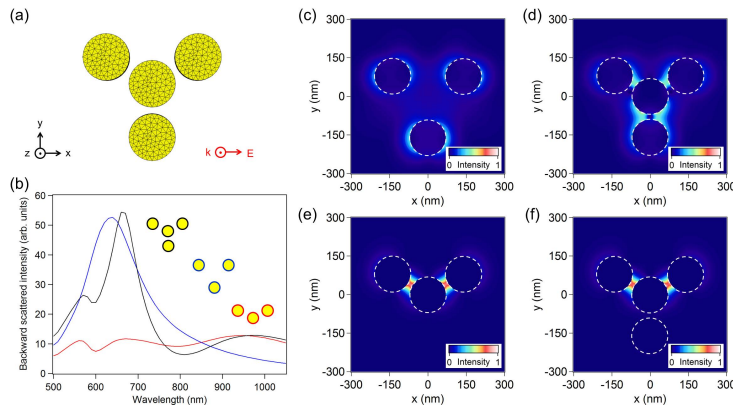 (a)
y
z
x
k
E
(b)
Backward scattered intensity (arb. units)
60
50
40
30
20
10
0
500 600 700 800 900 1000
Wavelength (nm)
(c)
y (nm)
300
150
0
-150
-300
0 Intensity 1
-300 -150 0 150 300
x (nm)
(d)
y (nm)
300
150
0
-150
-300
0 Intensity 1
-300 -150 0 150 300
x (nm)
(e)
y (nm)
300
150
0
-150
-300
0 Intensity 1
-300 -150 0 150 300
x (nm)
(f)
y (nm)
300
150
0
-150
-300
0 Intensity 1
-300 -150 0 150 300
x (nm)